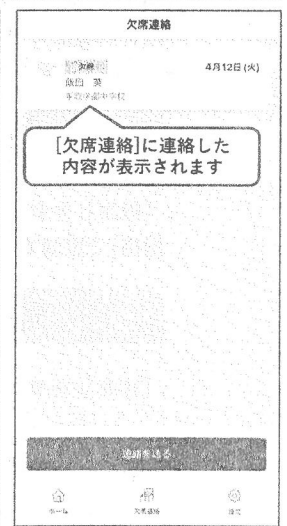 欠席連絡
欠席
4月12日(火)
飯田 葵
[欠席連絡]に連絡した
内容が表示されます
連絡を送る
ホーム
欠席連絡
設定